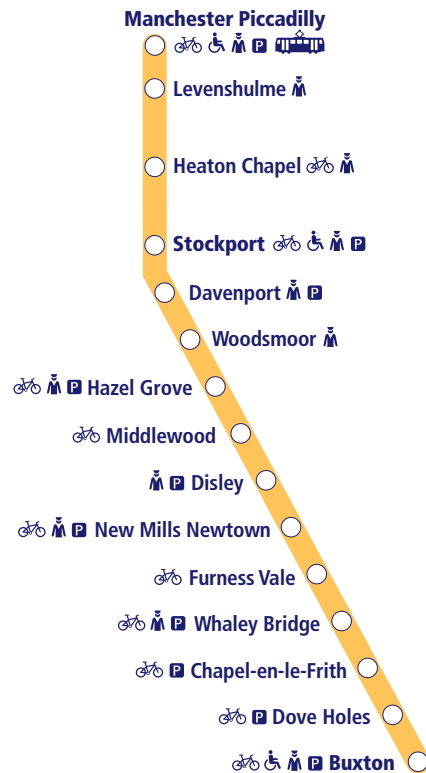 Manchester Piccadilly
P
Levenshulme
Heaton Chapel
Stockport P
Davenport P
Woodsmoor
P Hazel Grove
Middlewood
P Disley
P New Mills Newtown
Furness Vale
P Whaley Bridge
P Chapel-en-le-Frith
P Dove Holes
P Buxton